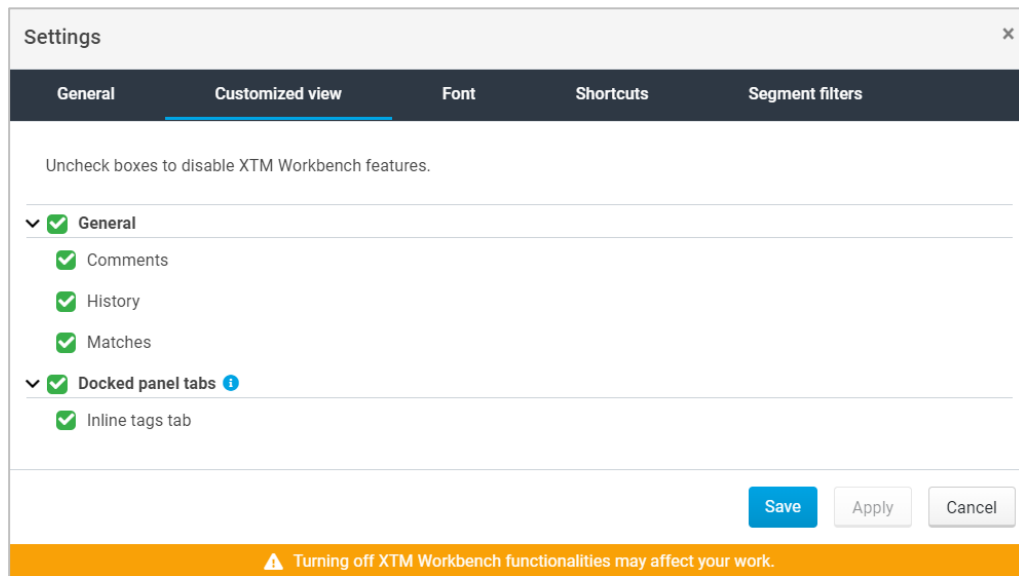 Settings
General Customized view Font Shortcuts Segment filters
Uncheck boxes to disable XTM Workbench features.
General
Comments
History
Matches
Docked panel tabs
Inline tags tab
Save Apply Cancel
Turning off XTM Workbench functionalities may affect your work.